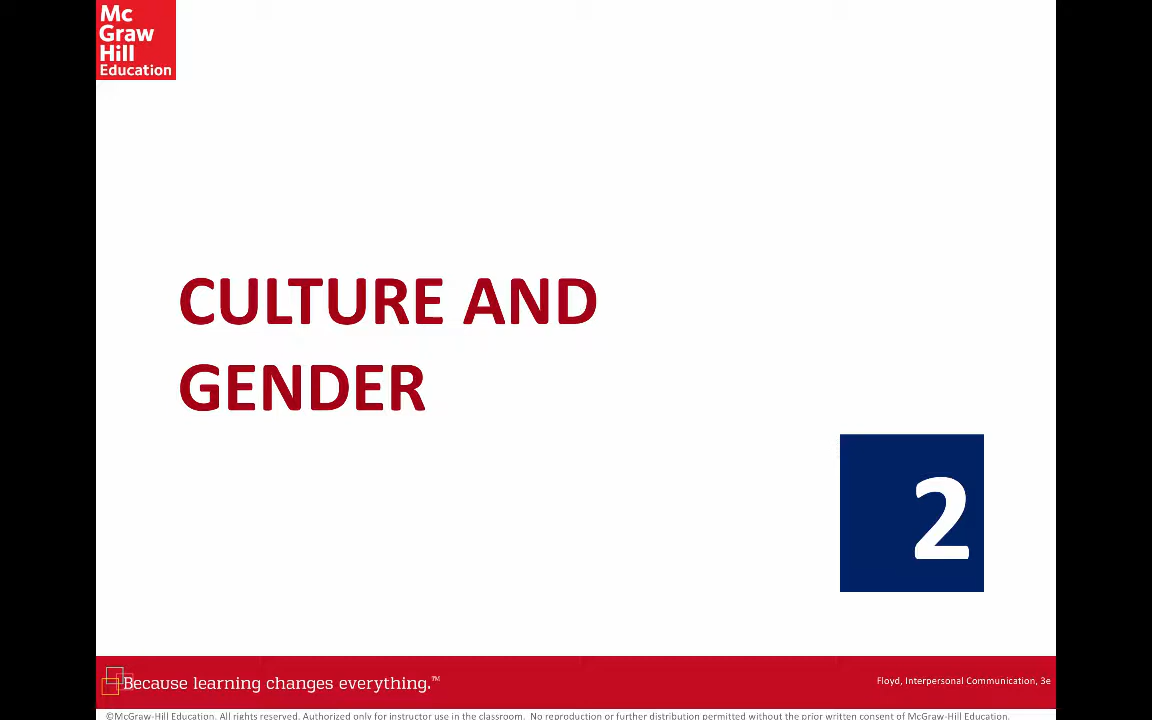 Mc
Graw
Hill
Education
CULTURE AND
GENDER
2
Because learning changes everything.™
Floyd, Interpersonal Communication, 3e
©McGraw-Hill Education. All rights reserved. Authorized only for instructor use in the classroom. No reproduction or further distribution permitted without the prior written consent of McGraw-Hill Education.